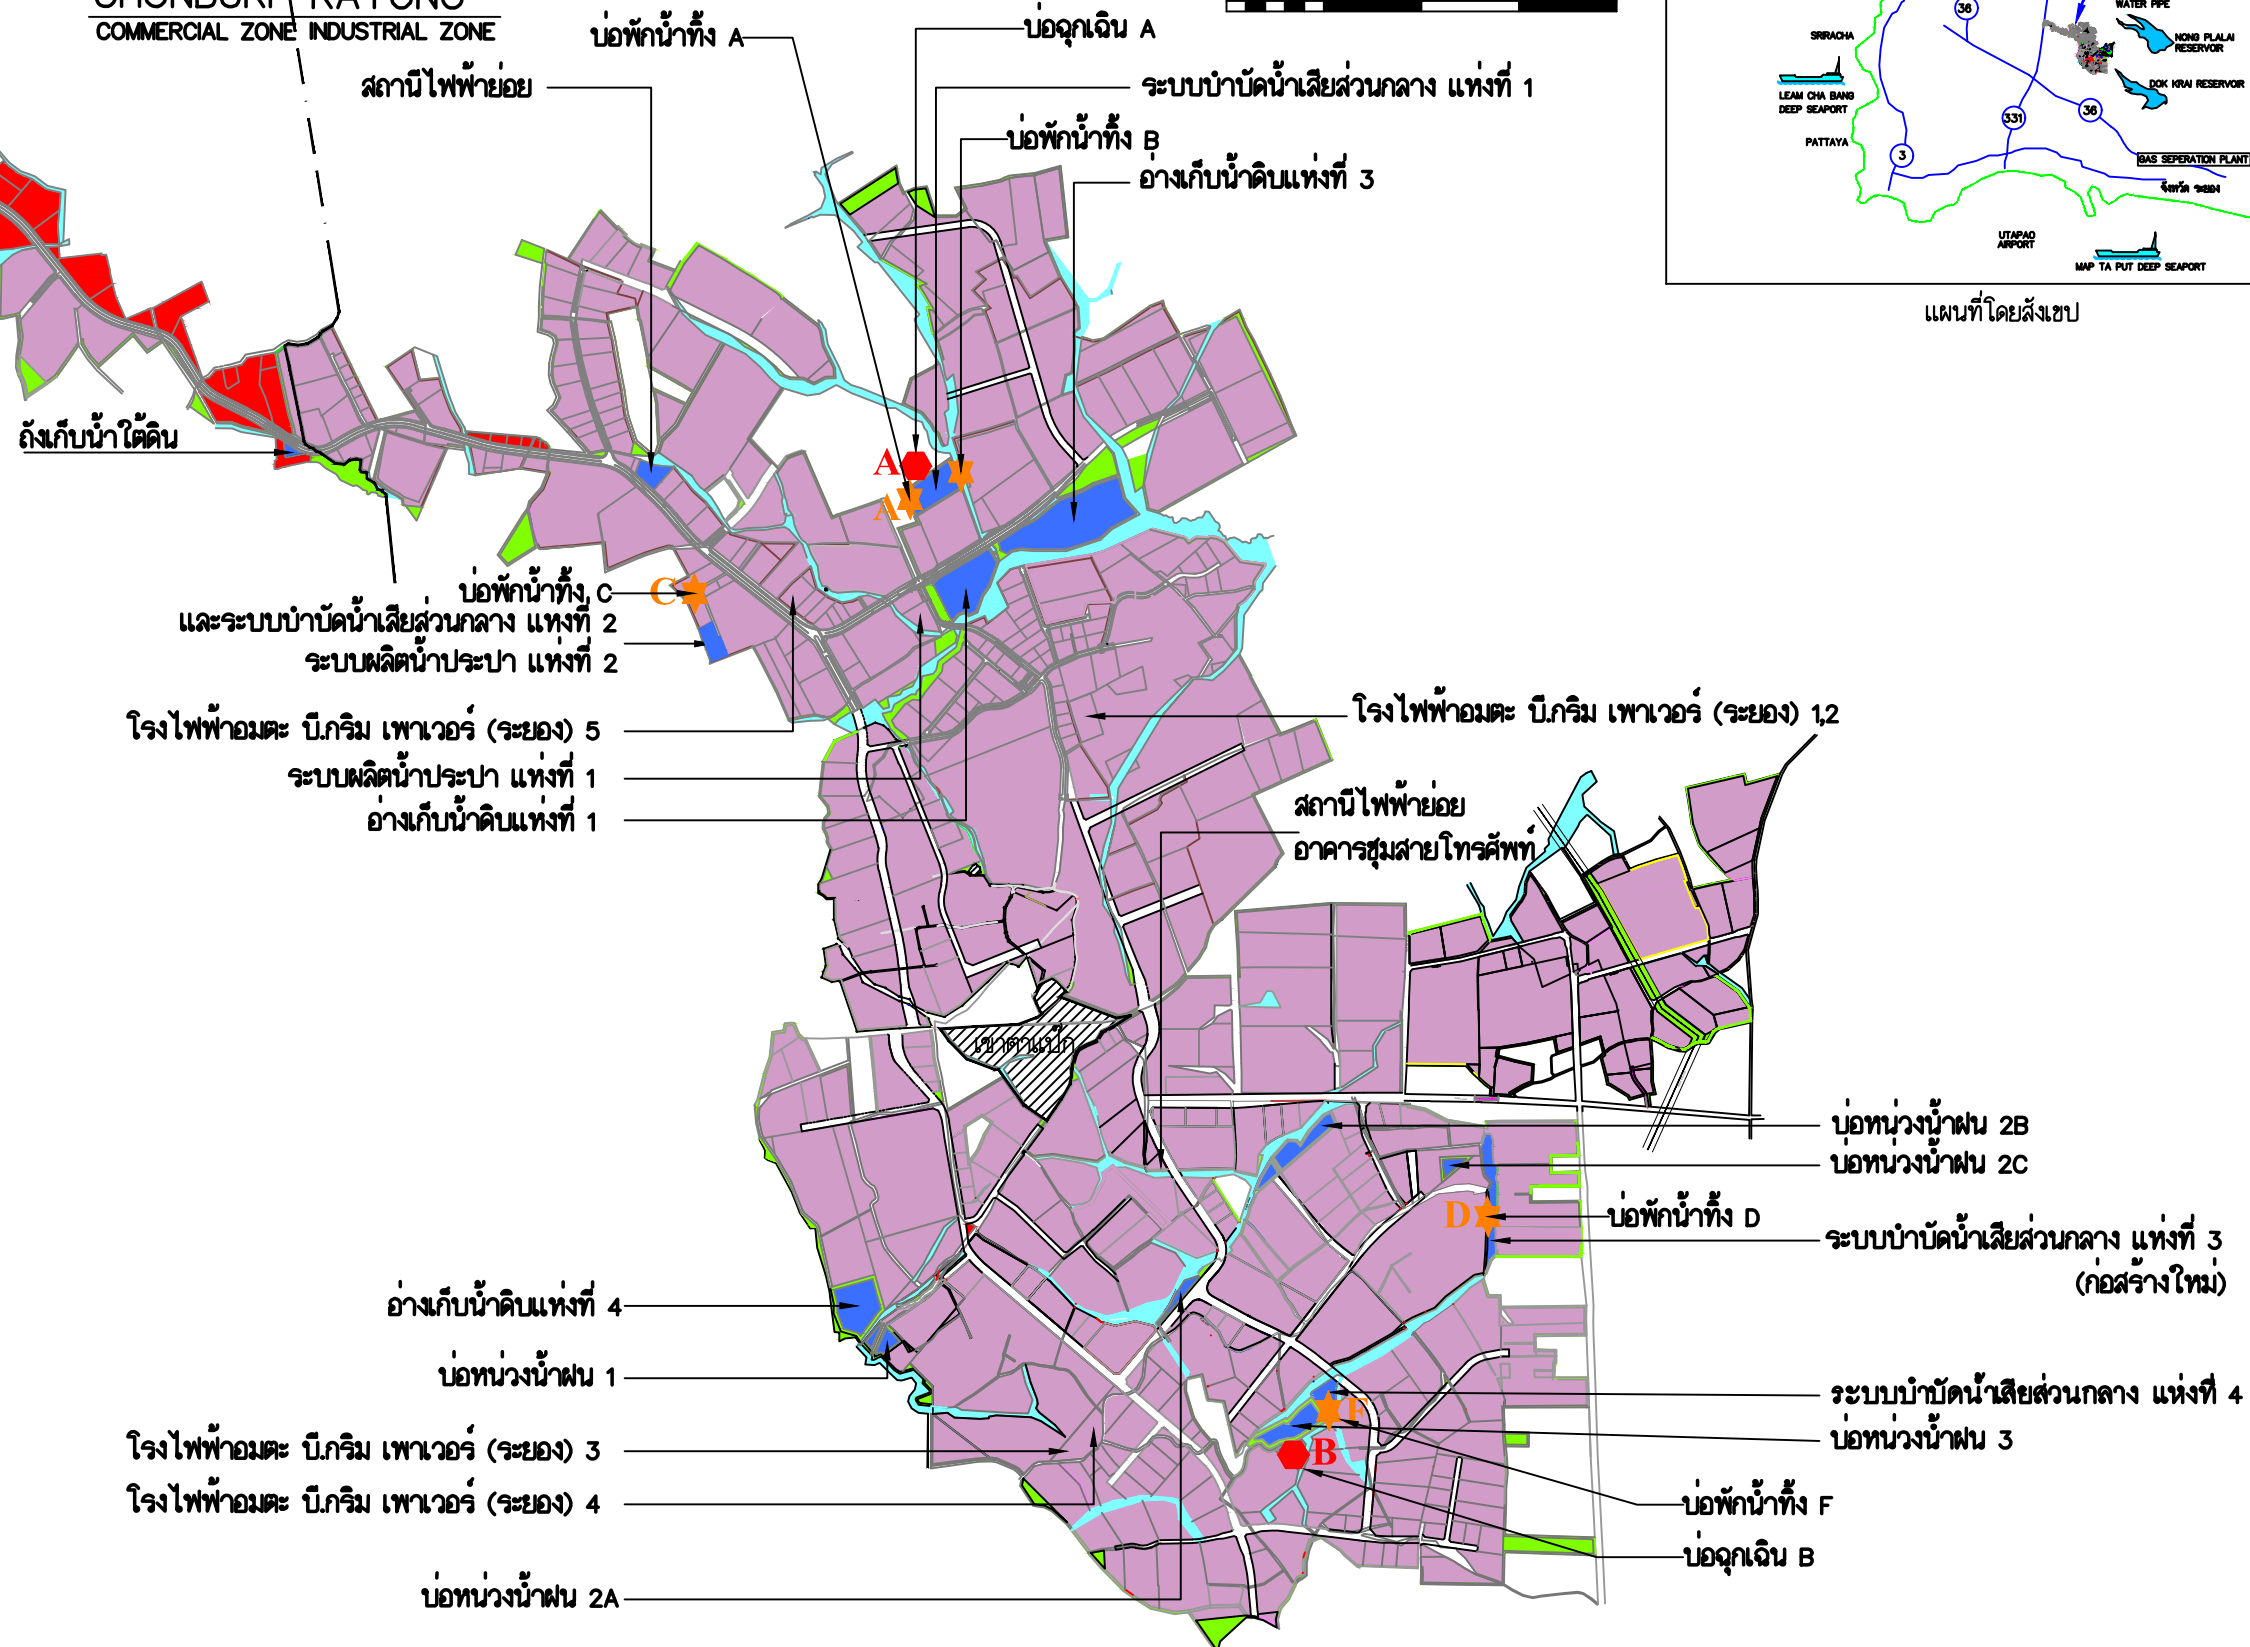 CHONBURI RAYONG
COMMERCIAL ZONE INDUSTRIAL ZONE
บ่อพักน้ำทิ้ง A
บ่อฉุกเฉิน A
สถานีไฟฟ้าย่อย
ระบบบำบัดน้ำเสียส่วนกลาง แห่งที่ 1
บ่อพักน้ำทิ้ง B
อ่างเก็บน้ำดิบแห่งที่ 3
36
WATER PIPE
SRIRACHA
NONG PLALAI
RESERVOIR
LEAM CHA BANG
DEEP SEAPORT
DOK KRAI RESERVOIR
331
36
PATTAYA
3
GAS SEPERATION PLANT
จังหวัด ระยอง
UTAPAO
AIRPORT
MAP TA PUT DEEP SEAPORT
แผนที่โดยสังเขป
ถังเก็บน้ำใต้ดิน
A
A
บ่อพักน้ำทิ้ง C
C
และระบบบำบัดน้ำเสียส่วนกลาง แห่งที่ 2
ระบบผลิตน้ำประปา แห่งที่ 2
โรงไฟฟ้าอมตะ บี.กริม เพาเวอร์ (ระยอง) 5
โรงไฟฟ้าอมตะ บี.กริม เพาเวอร์ (ระยอง) 1,2
ระบบผลิตน้ำประปา แห่งที่ 1
อ่างเก็บน้ำดิบแห่งที่ 1
สถานีไฟฟ้าย่อย
อาคารชุมสายโทรศัพท์
เขาตาแป๊ก
บ่อหน่วงน้ำฝน 2B
บ่อหน่วงน้ำฝน 2C
D
บ่อพักน้ำทิ้ง D
ระบบบำบัดน้ำเสียส่วนกลาง แห่งที่ 3
(ก่อสร้างใหม่)
อ่างเก็บน้ำดิบแห่งที่ 4
บ่อหน่วงน้ำฝน 1
ระบบบำบัดน้ำเสียส่วนกลาง แห่งที่ 4
F
บ่อหน่วงน้ำฝน 3
B
โรงไฟฟ้าอมตะ บี.กริม เพาเวอร์ (ระยอง) 3
โรงไฟฟ้าอมตะ บี.กริม เพาเวอร์ (ระยอง) 4
บ่อพักน้ำทิ้ง F
บ่อฉุกเฉิน B
บ่อหน่วงน้ำฝน 2A